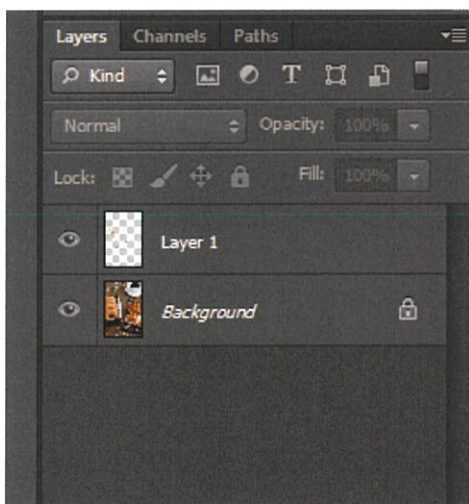 Layers Channels Paths
Kind T
Normal Opacity: 100%
Lock: Fill: 100%
Layer 1
Background